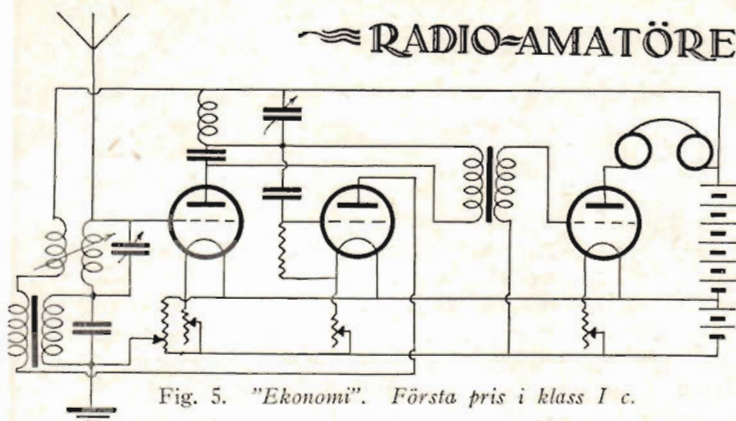 RADIO-AMATÖRE
Fig. 5. "Ekonomi". Första pris i klass I c.